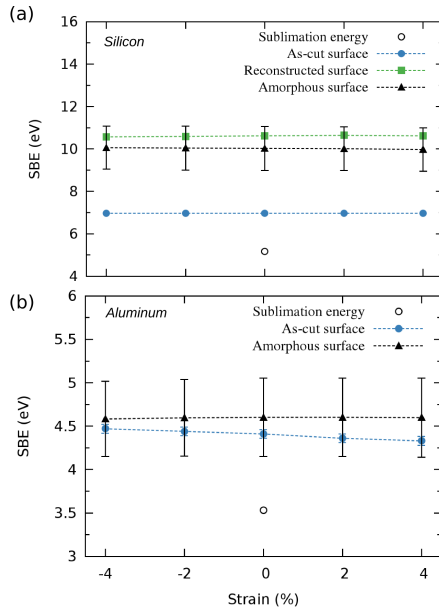 (a)
Silicon
Sublimation energy
As-cut surface
Reconstructed surface
Amorphous surface
SBE (eV)
16
14
12
10
8
6
4
(b)
Aluminum
Sublimation energy
As-cut surface
Amorphous surface
SBE (eV)
6
5.5
5
4.5
4
3.5
3
-4 -2 0 2 4
Strain (%)